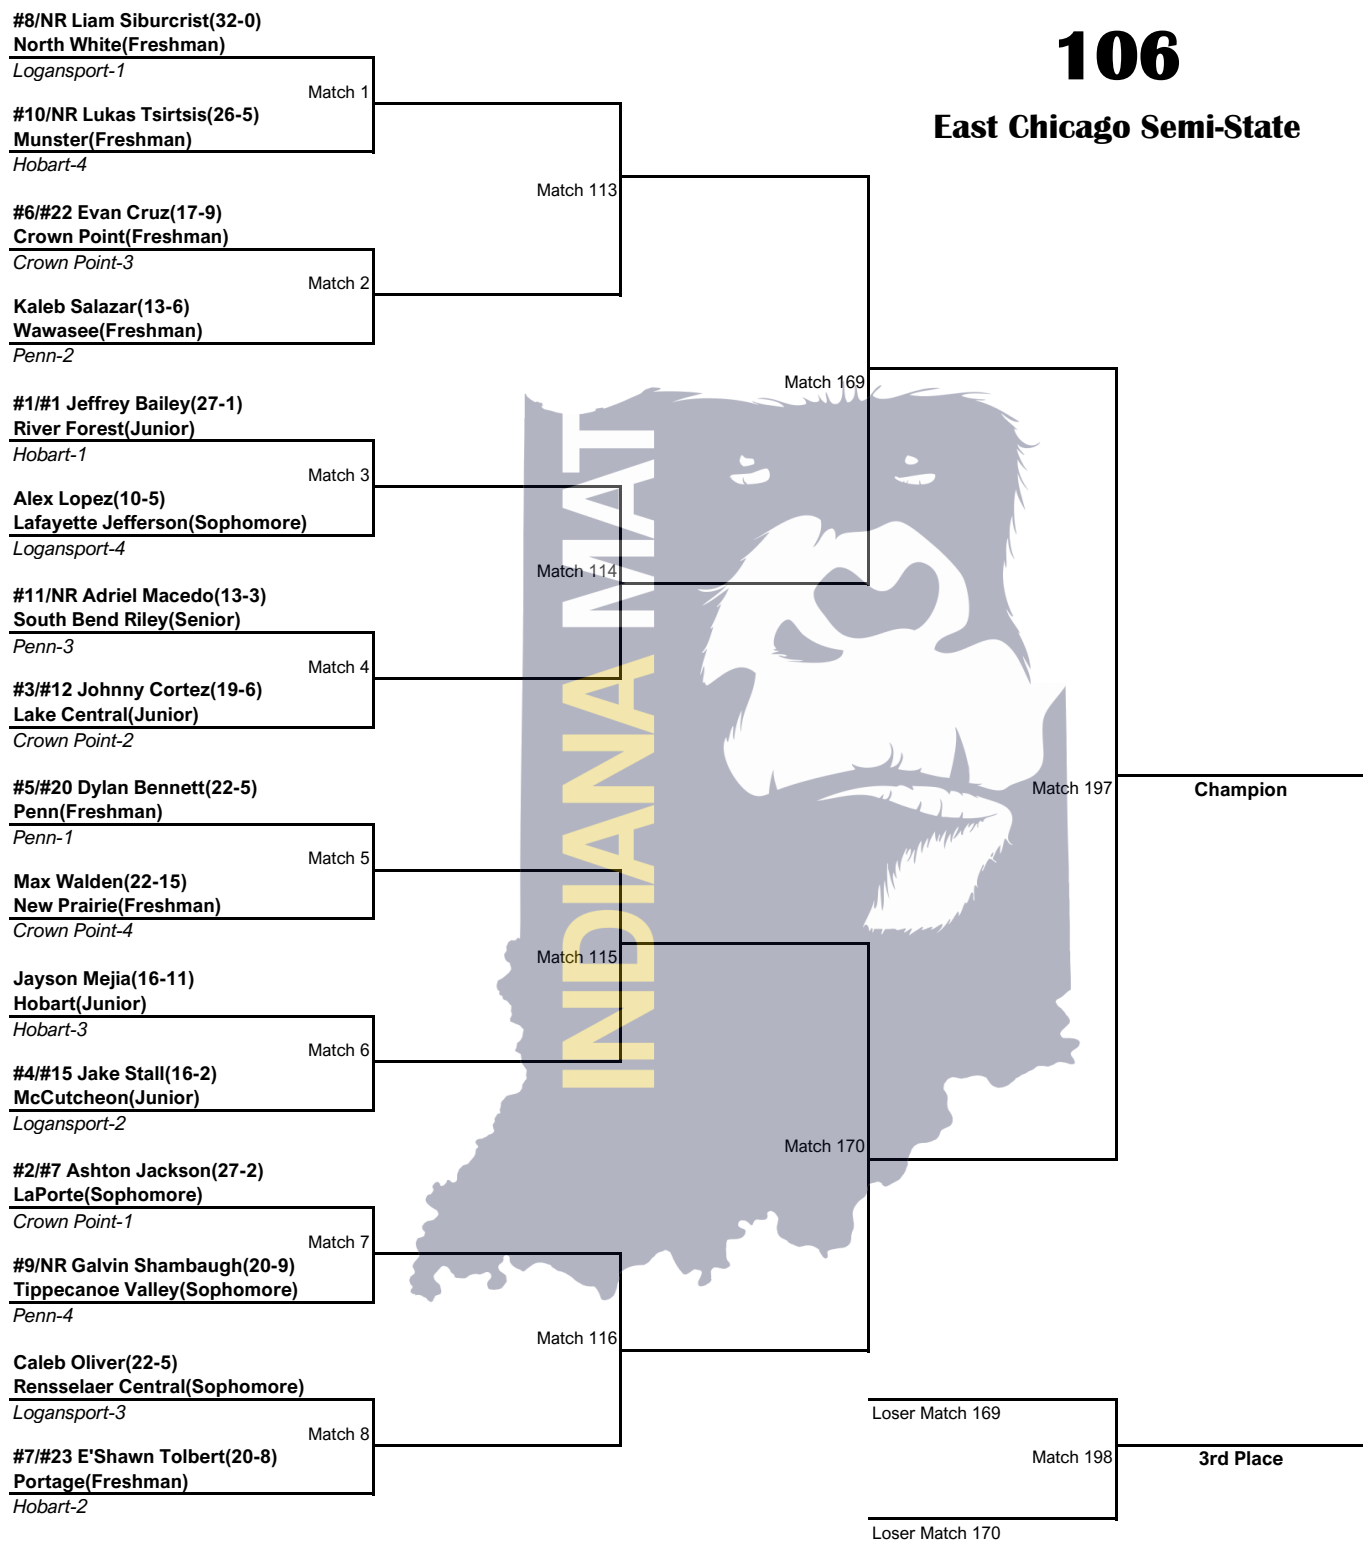 #8/NR Liam Siburcrist(32-0)
North White(Freshman)
Logansport-1
Match 1
#10/NR Lukas Tsirtsis(26-5)
Munster(Freshman)
Hobart-4
106
East Chicago Semi-State
Match 113
#6/#22 Evan Cruz(17-9)
Crown Point(Freshman)
Crown Point-3
Match 2
Kaleb Salazar(13-6)
Wawasee(Freshman)
Penn-2
Match 169
#1/#1 Jeffrey Bailey(27-1)
River Forest(Junior)
Hobart-1
Match 3
Alex Lopez(10-5)
Lafayette Jefferson(Sophomore)
Logansport-4
Match 114
#11/NR Adriel Macedo(13-3)
South Bend Riley(Senior)
Penn-3
Match 4
#3/#12 Johnny Cortez(19-6)
Lake Central(Junior)
Crown Point-2
INDIANA MAT
Match 197
Champion
#5/#20 Dylan Bennett(22-5)
Penn(Freshman)
Penn-1
Match 5
Max Walden(22-15)
New Prairie(Freshman)
Crown Point-4
Match 115
Jayson Mejia(16-11)
Hobart(Junior)
Hobart-3
Match 6
#4/#15 Jake Stall(16-2)
McCutcheon(Junior)
Logansport-2
Match 170
#2/#7 Ashton Jackson(27-2)
LaPorte(Sophomore)
Crown Point-1
Match 7
#9/NR Galvin Shambaugh(20-9)
Tippecanoe Valley(Sophomore)
Penn-4
Match 116
Caleb Oliver(22-5)
Rensselaer Central(Sophomore)
Logansport-3
Match 8
#7/#23 E'Shawn Tolbert(20-8)
Portage(Freshman)
Hobart-2
Loser Match 169
Match 198
3rd Place
Loser Match 170